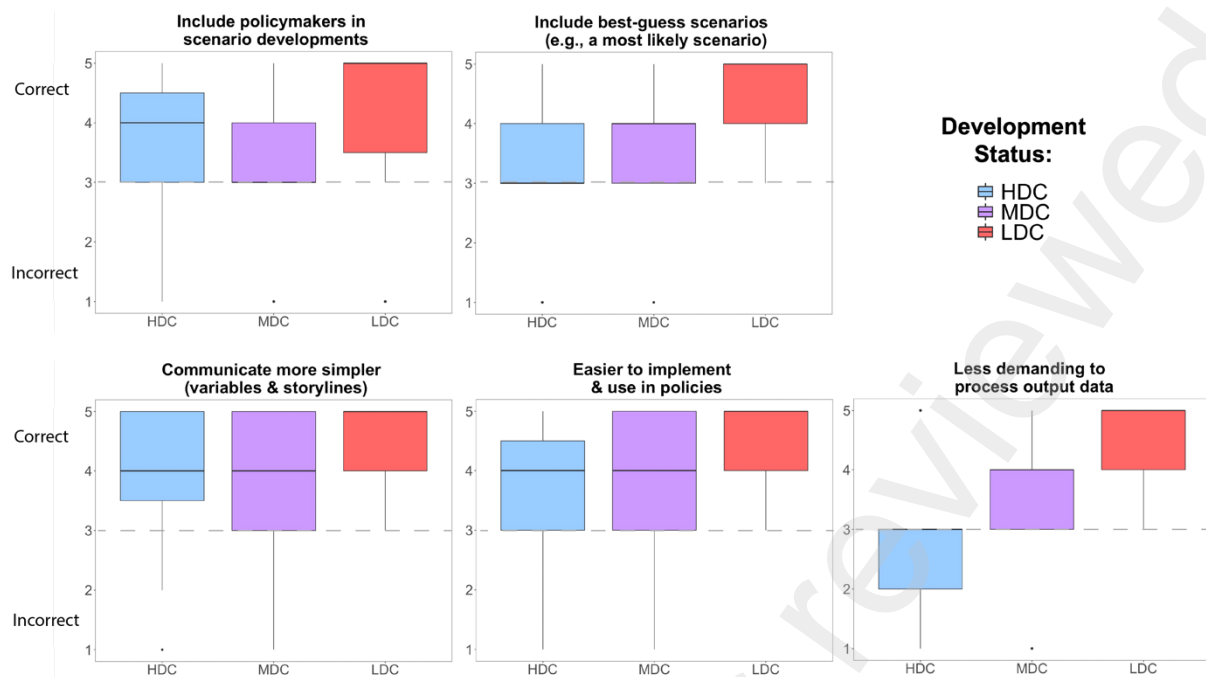 Include policymakers in
scenario developments
Include best-guess scenarios
(e.g., a most likely scenario)
5
Correct
4
3
2
Incorrect
1
HDC
MDC
LDC
5
4
3
2
1
HDC
MDC
LDC
Development
Status:
HDC
MDC
LDC
Communicate more simpler
(variables & storylines)
Easier to implement
& use in policies
Less demanding to
process output data
5
Correct
4
3
2
Incorrect
1
HDC
MDC
LDC
5
4
3
2
1
HDC
MDC
LDC
5
4
3
2
1
HDC
MDC
LDC
reviewed